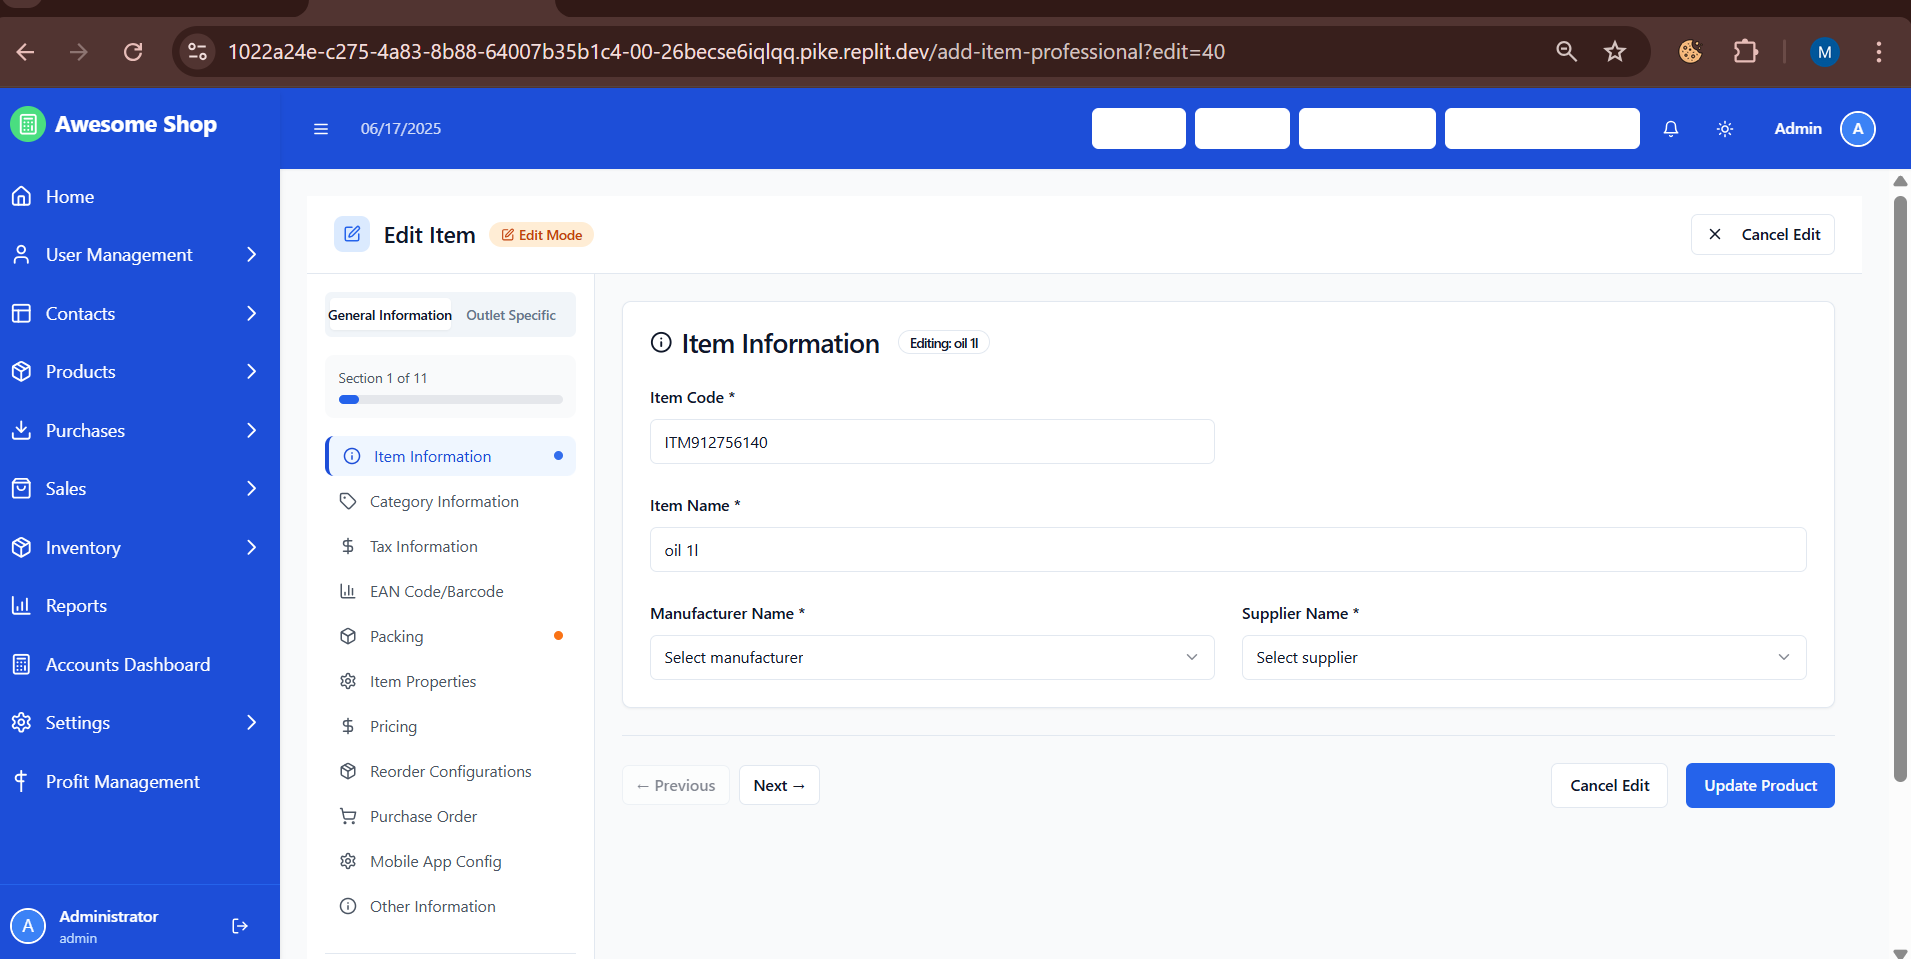 1022a24e-c275-4a83-8b88-64007b35b1c4-00-26becse6iqlqq.pike.replit.dev/add-item-professional?edit=40
M
Awesome Shop
06/17/2025
Admin
A
Home
User Management
Contacts
Products
Purchases
Sales
Inventory
Reports
Accounts Dashboard
Settings
Profit Management
A
Administrator
admin
Edit Item
Edit Mode
Cancel Edit
General Information
Outlet Specific
Section 1 of 11
Item Information
Category Information
Tax Information
EAN Code/Barcode
Packing
Item Properties
Pricing
Reorder Configurations
Purchase Order
Mobile App Config
Other Information
Item Information
Editing: oil 1l
Item Code *
ITM912756140
Item Name *
oil 1l
Manufacturer Name *
Select manufacturer
Supplier Name *
Select supplier
← Previous
Next →
Cancel Edit
Update Product